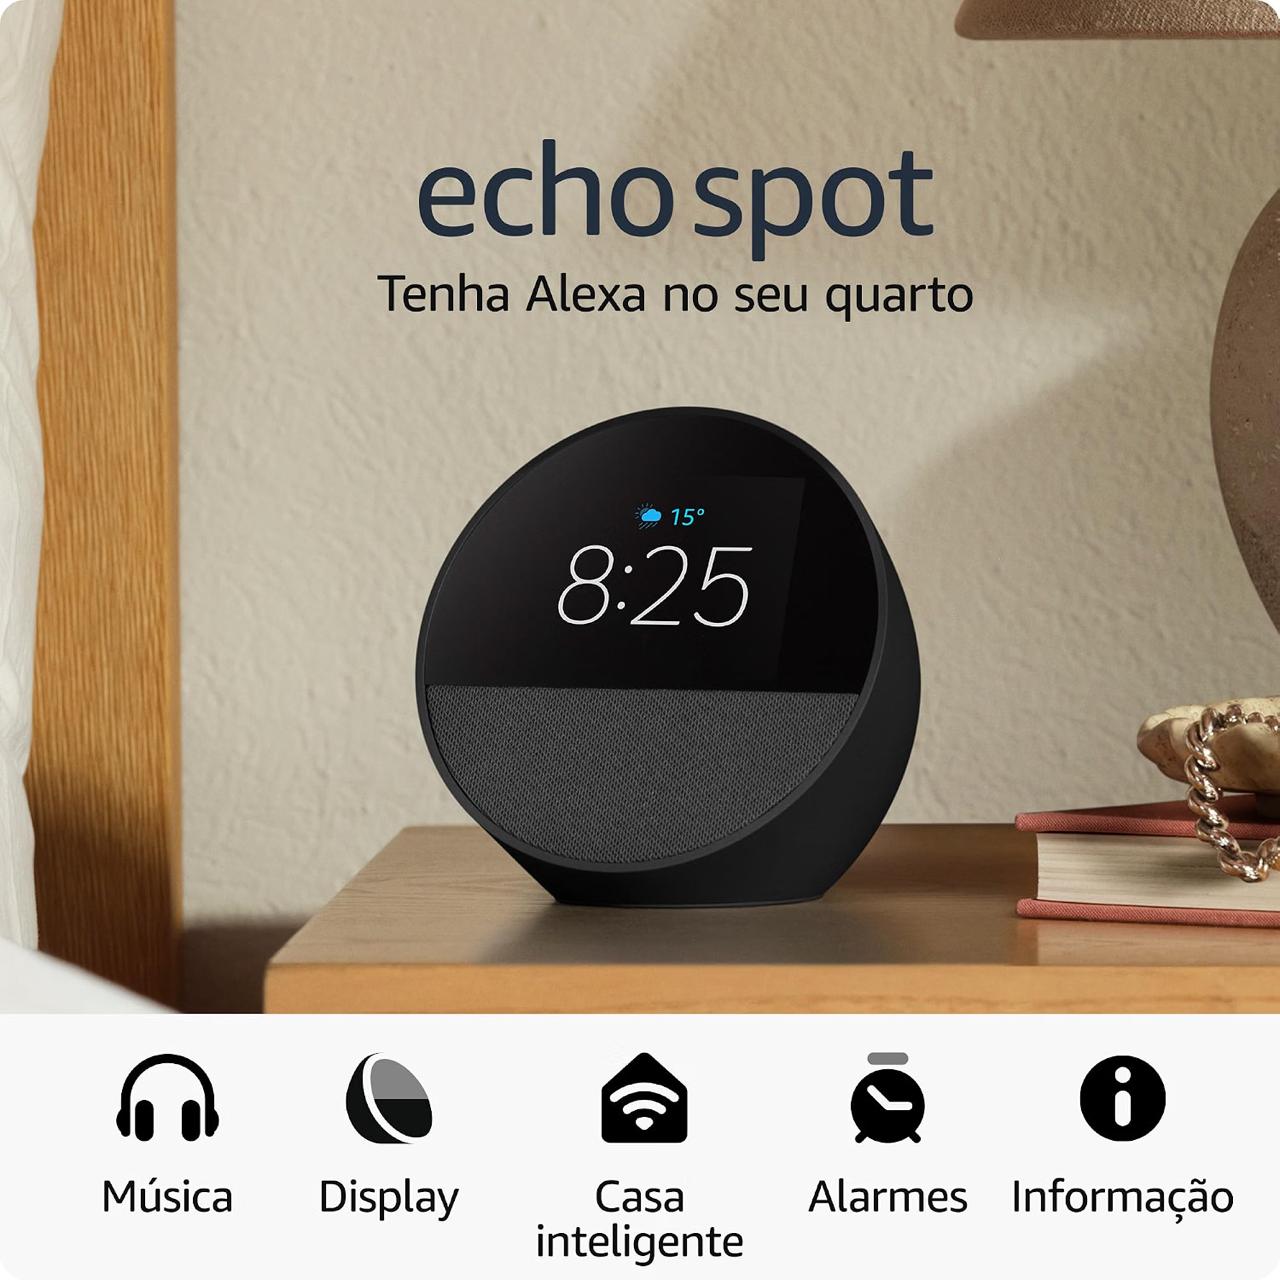 echo spot
Tenha Alexa no seu quarto
15°
8:25
Música
Display
Casa
inteligente
Alarmes
Informação